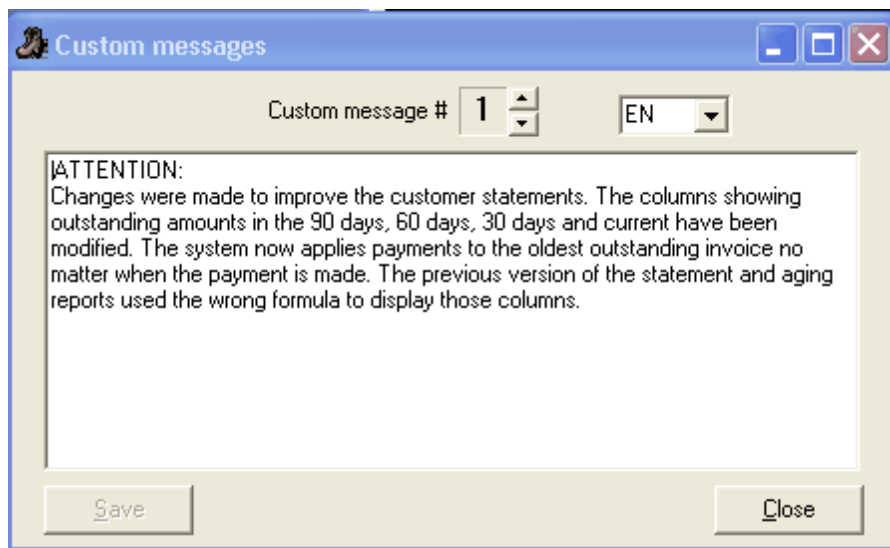 Custom messages
Custom message # 1 EN
ATTENTION:
Changes were made to improve the customer statements. The columns showing
outstanding amounts in the 90 days, 60 days, 30 days and current have been
modified. The system now applies payments to the oldest outstanding invoice no
matter when the payment is made. The previous version of the statement and aging
reports used the wrong formula to display those columns.
Save Close